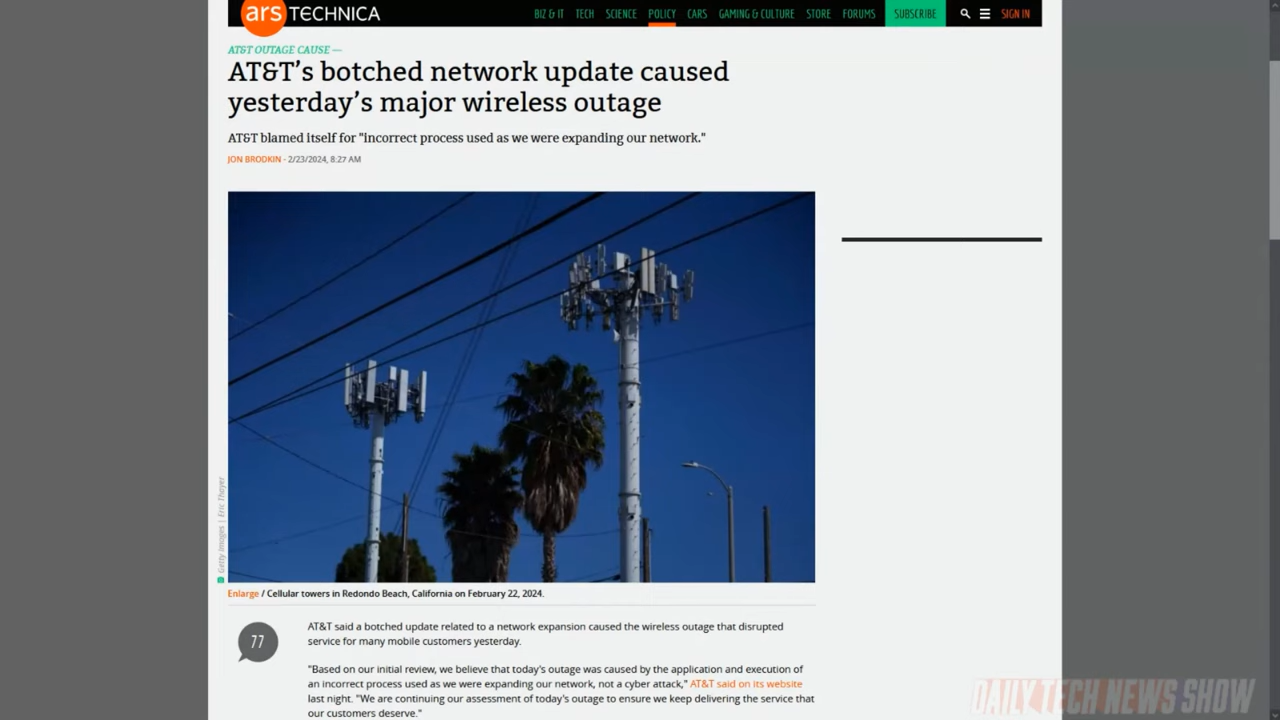 ars TECHNICA
BIZ & IT TECH SCIENCE POLICY CARS GAMING & CULTURE STORE FORUMS SUBSCRIBE SIGN IN
AT&T OUTAGE CAUSE —
AT&T’s botched network update caused
yesterday’s major wireless outage
AT&T blamed itself for "incorrect process used as we were expanding our network."
JON BRODKIN - 2/23/2024, 8:27 AM
Getty Images | Eric Thayer
Enlarge / Cellular towers in Redondo Beach, California on February 22, 2024.
77
AT&T said a botched update related to a network expansion caused the wireless outage that disrupted
service for many mobile customers yesterday.
"Based on our initial review, we believe that today's outage was caused by the application and execution of
an incorrect process used as we were expanding our network, not a cyber attack," AT&T said on its website
last night. "We are continuing our assessment of today's outage to ensure we keep delivering the service that
our customers deserve."
DAILY TECH NEWS SHOW